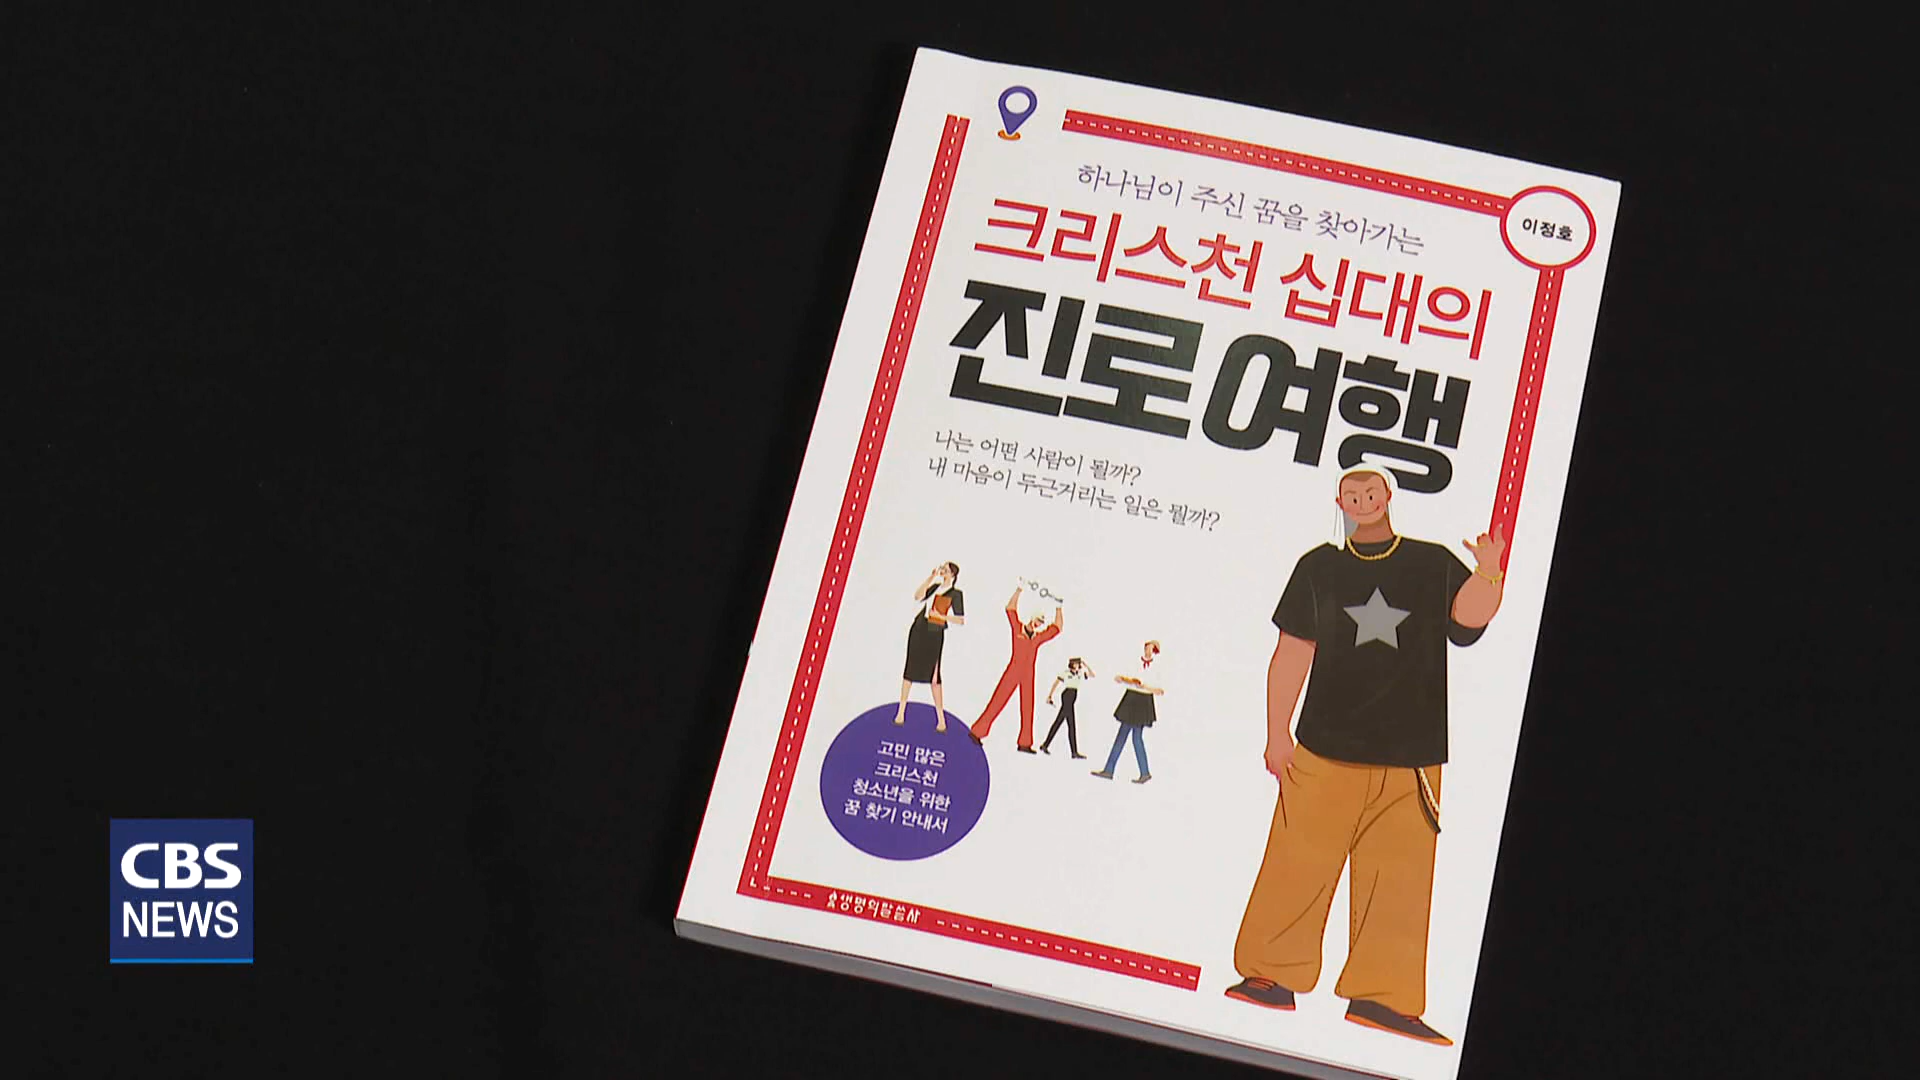 하나님이 주신 꿈을 찾아가는
이정호
크리스천 십대의
진로 여행
나는 어떤 사람이 될까?
내 마음이 두근거리는 일은 뭘까?
고민 많은
크리스천
청소년을 위한
꿈 찾기 안내서
생명의말씀사
CBS
NEWS